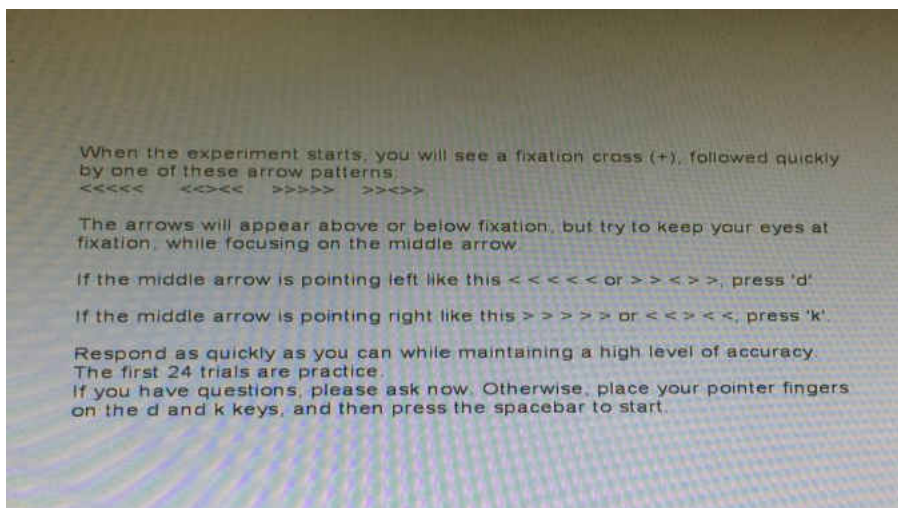 When the experiment starts, you will see a fixation cross (+), followed quickly
by one of these arrow patterns:
<<<<< <<><< >>>>> >><>>.
The arrows will appear above or below fixation, but try to keep your eyes at
fixation, while focusing on the middle arrow.
If the middle arrow is pointing left like this < < < < < or > > < > >, press 'd'
If the middle arrow is pointing right like this > > > > > or < < > < <, press 'k'.
Respond as quickly as you can while maintaining a high level of accuracy.
The first 24 trials are practice.
If you have questions, please ask now. Otherwise, place your pointer fingers
on the d and k keys, and then press the spacebar to start.